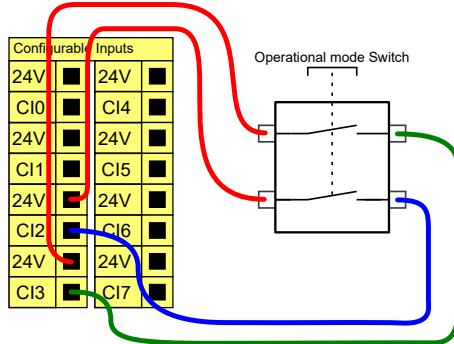 Configurable Inputs
Operational mode Switch
24V 24V
CI0 CI4
24V 24V
CI1 CI5
24V 24V
CI2 CI6
24V 24V
CI3 CI7